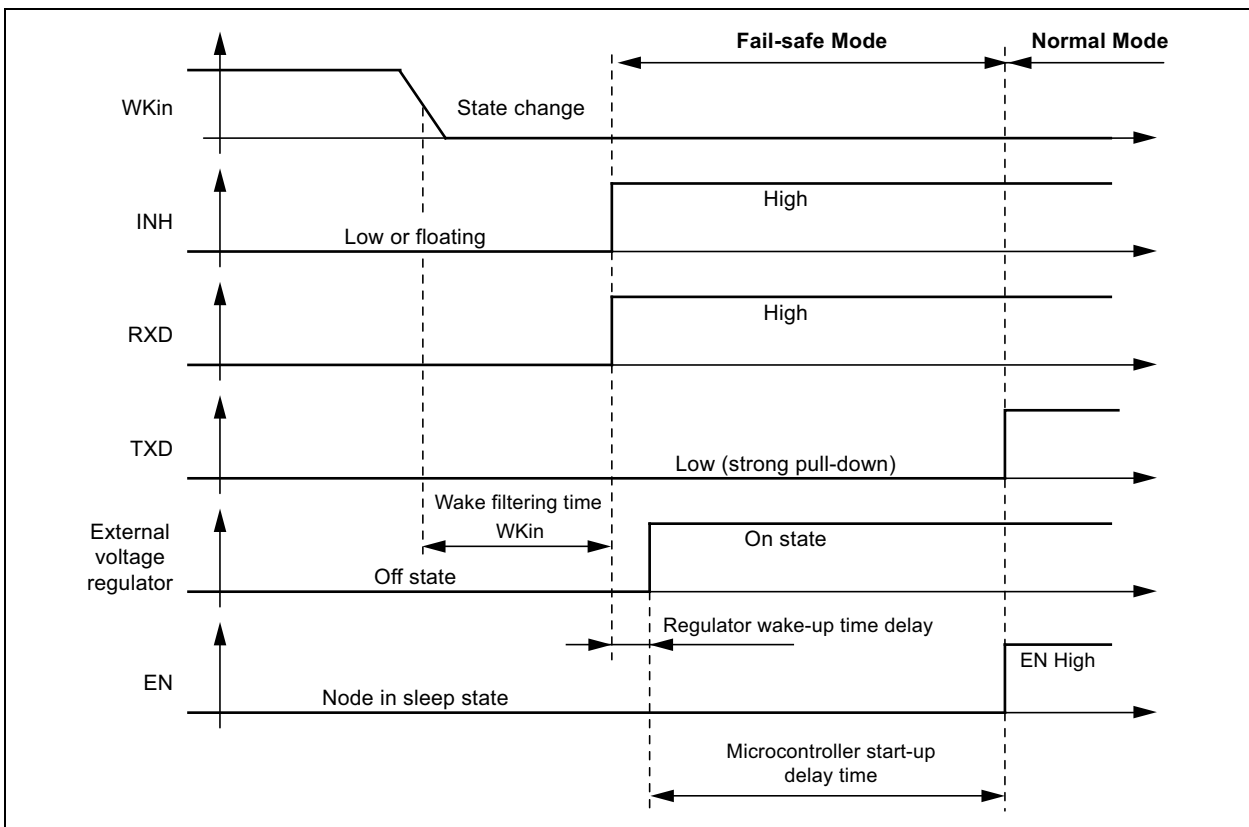 Fail-safe Mode
Normal Mode
WKin
State change
INH
High
Low or floating
RXD
High
TXD
Low (strong pull-down)
Wake filtering time
WKin
External
voltage
regulator
On state
Off state
Regulator wake-up time delay
EN
EN High
Node in sleep state
Microcontroller start-up
delay time